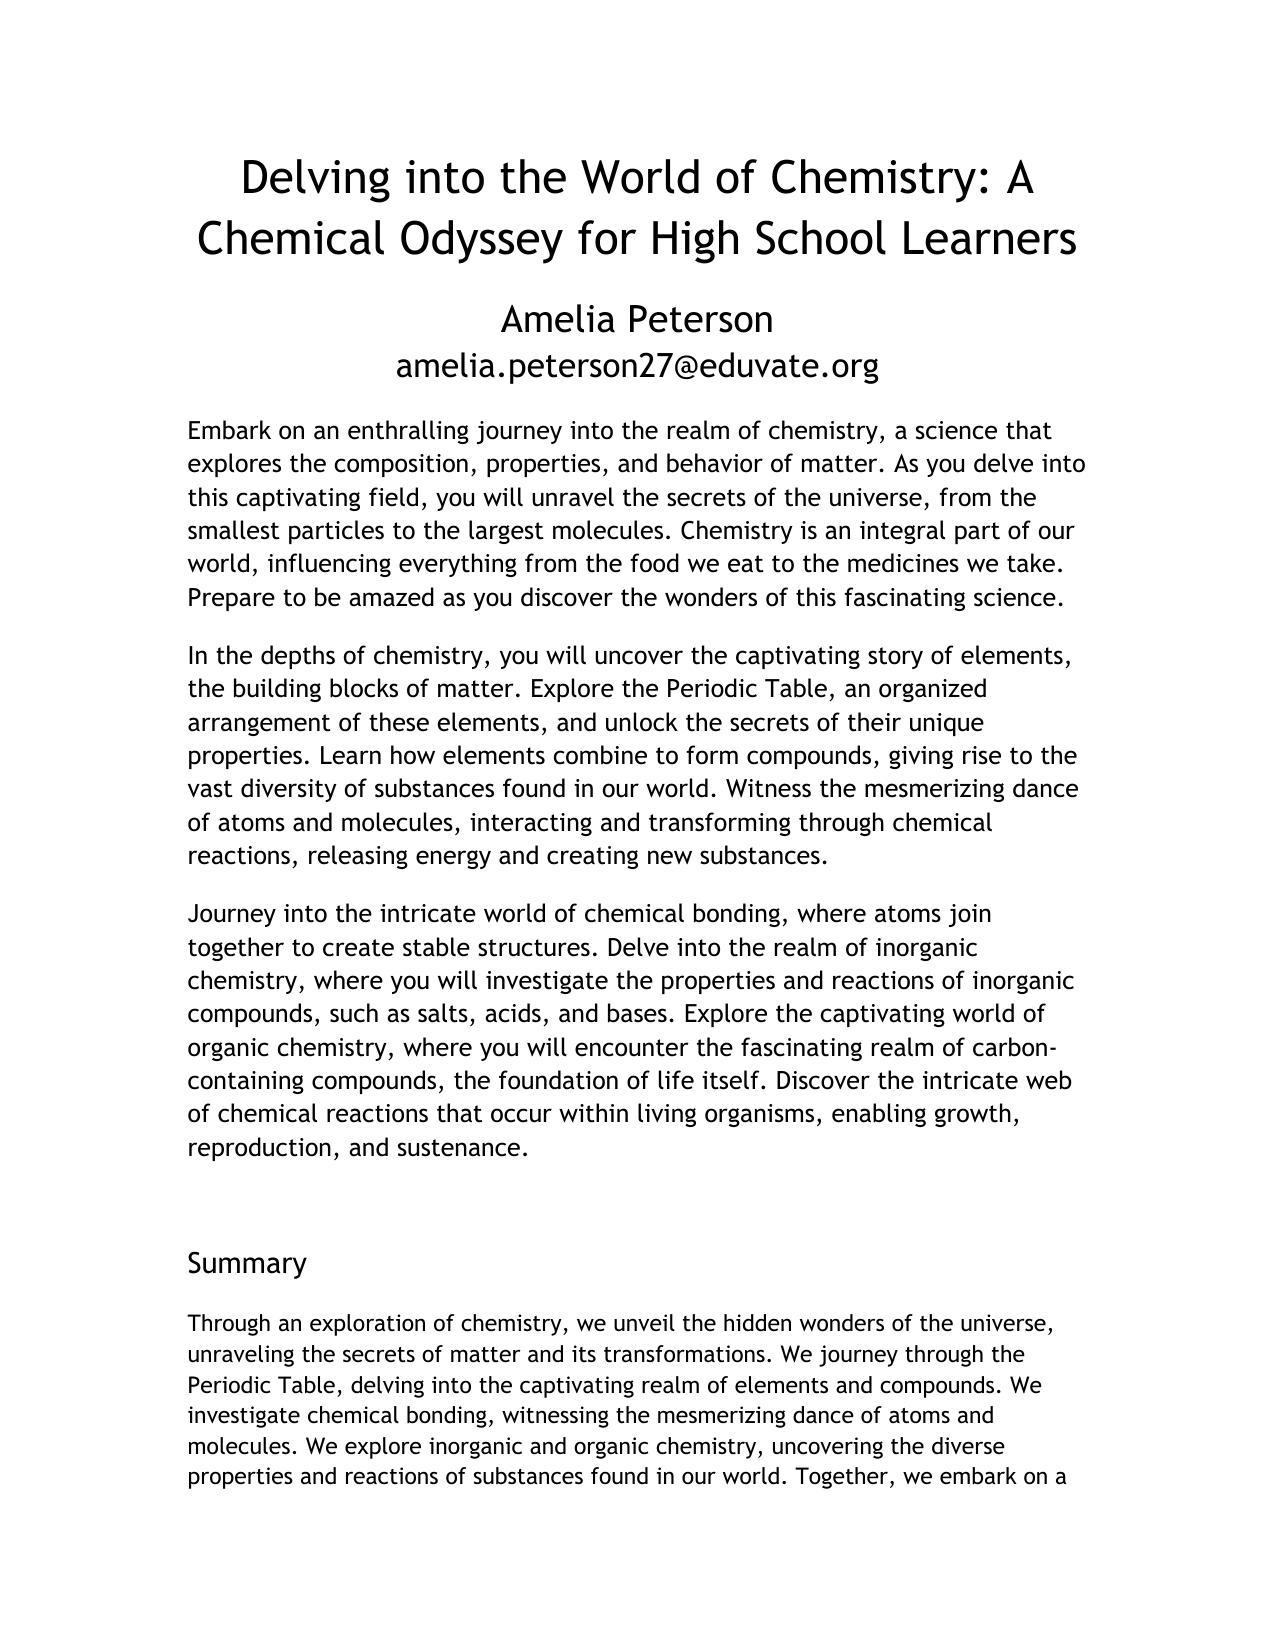 Delving into the World of Chemistry: A
Chemical Odyssey for High School Learners
Amelia Peterson
amelia.peterson27@eduvate.org
Embark on an enthralling journey into the realm of chemistry, a science that
explores the composition, properties, and behavior of matter. As you delve into
this captivating field, you will unravel the secrets of the universe, from the
smallest particles to the largest molecules. Chemistry is an integral part of our
world, influencing everything from the food we eat to the medicines we take.
Prepare to be amazed as you discover the wonders of this fascinating science.
In the depths of chemistry, you will uncover the captivating story of elements,
the building blocks of matter. Explore the Periodic Table, an organized
arrangement of these elements, and unlock the secrets of their unique
properties. Learn how elements combine to form compounds, giving rise to the
vast diversity of substances found in our world. Witness the mesmerizing dance
of atoms and molecules, interacting and transforming through chemical
reactions, releasing energy and creating new substances.
Journey into the intricate world of chemical bonding, where atoms join
together to create stable structures. Delve into the realm of inorganic
chemistry, where you will investigate the properties and reactions of inorganic
compounds, such as salts, acids, and bases. Explore the captivating world of
organic chemistry, where you will encounter the fascinating realm of carbon-
containing compounds, the foundation of life itself. Discover the intricate web
of chemical reactions that occur within living organisms, enabling growth,
reproduction, and sustenance.
Summary
Through an exploration of chemistry, we unveil the hidden wonders of the universe,
unraveling the secrets of matter and its transformations. We journey through the
Periodic Table, delving into the captivating realm of elements and compounds. We
investigate chemical bonding, witnessing the mesmerizing dance of atoms and
molecules. We explore inorganic and organic chemistry, uncovering the diverse
properties and reactions of substances found in our world. Together, we embark on a